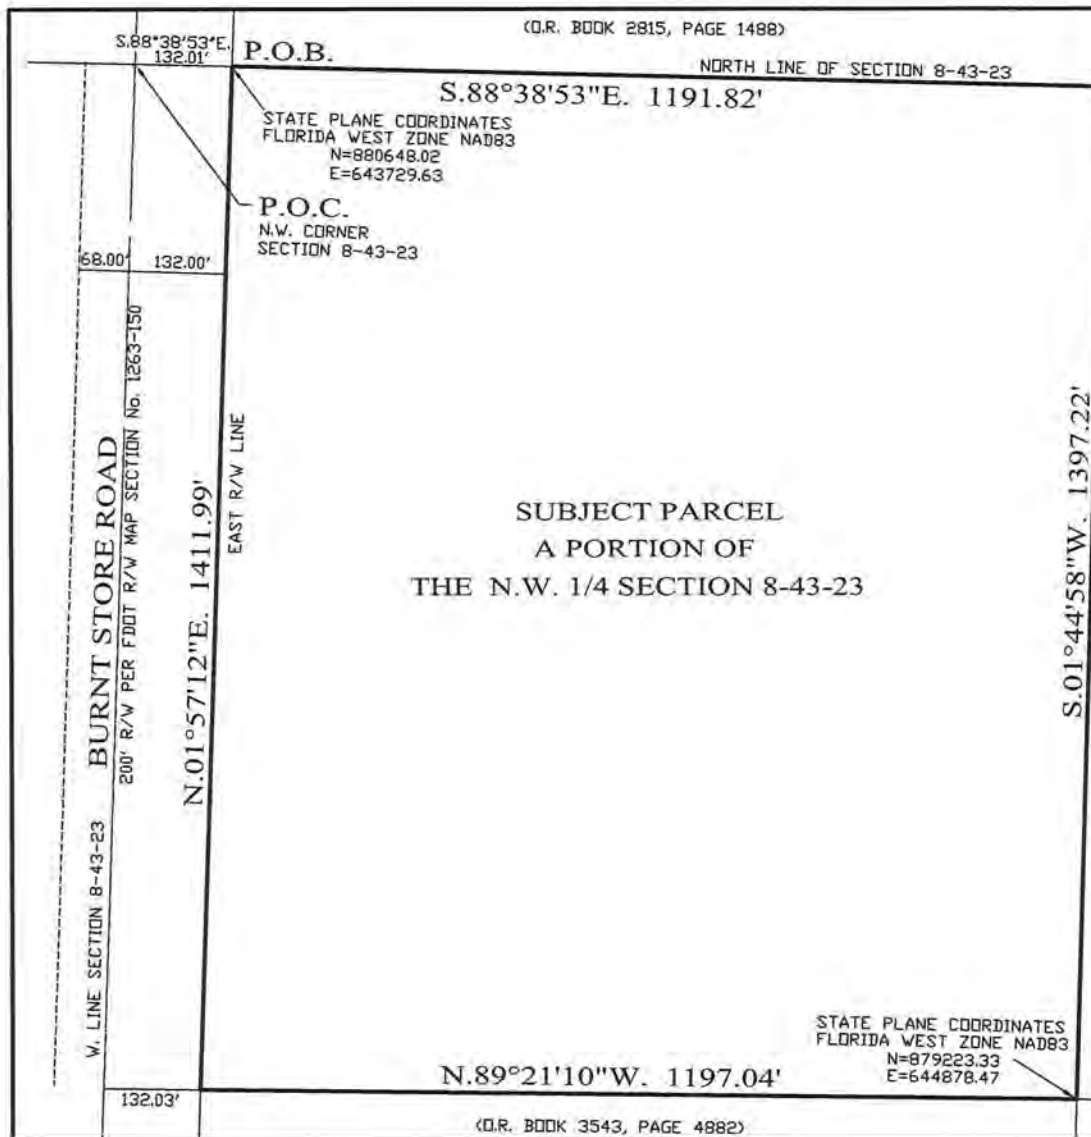 (O.R. BOOK 2815, PAGE 1488)
S.88°38'53"E.
132.01'
P.O.B.
NORTH LINE OF SECTION 8-43-23
S.88°38'53"E. 1191.82'
STATE PLANE COORDINATES
FLORIDA WEST ZONE NAD83
N=880648.02
E=643729.63
P.O.C.
N.W. CORNER
SECTION 8-43-23
68.00'
132.00'
W. LINE SECTION 8-43-23
BURNT STORE ROAD
200' R/W PER FDOT R/W MAP SECTION No. 1263-150
N.01°57'12"E. 1411.99'
EAST R/W LINE
SUBJECT PARCEL
A PORTION OF
THE N.W. 1/4 SECTION 8-43-23
S.01°44'58"W. 1397.22'
STATE PLANE COORDINATES
FLORIDA WEST ZONE NAD83
N=879223.33
E=644878.47
N.89°21'10"W. 1197.04'
132.03'
(O.R. BOOK 3543, PAGE 4882)